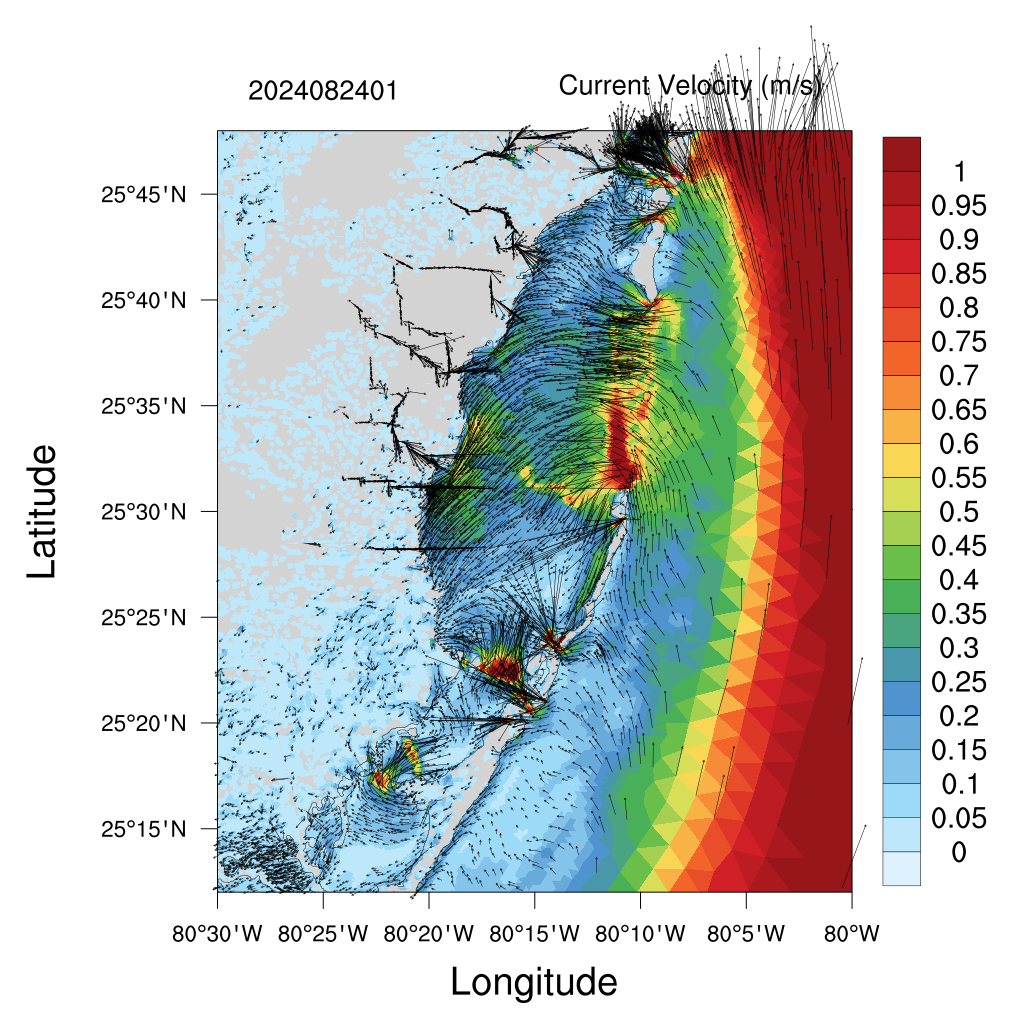 2024082401
Current Velocity (m/s)
25°45'N
25°40'N
25°35'N
25°30'N
25°25'N
25°20'N
25°15'N
Latitude
80°30'W 80°25'W 80°20'W 80°15'W 80°10'W 80°5'W 80°W
Longitude
1
0.95
0.9
0.85
0.8
0.75
0.7
0.65
0.6
0.55
0.5
0.45
0.4
0.35
0.3
0.25
0.2
0.15
0.1
0.05
0